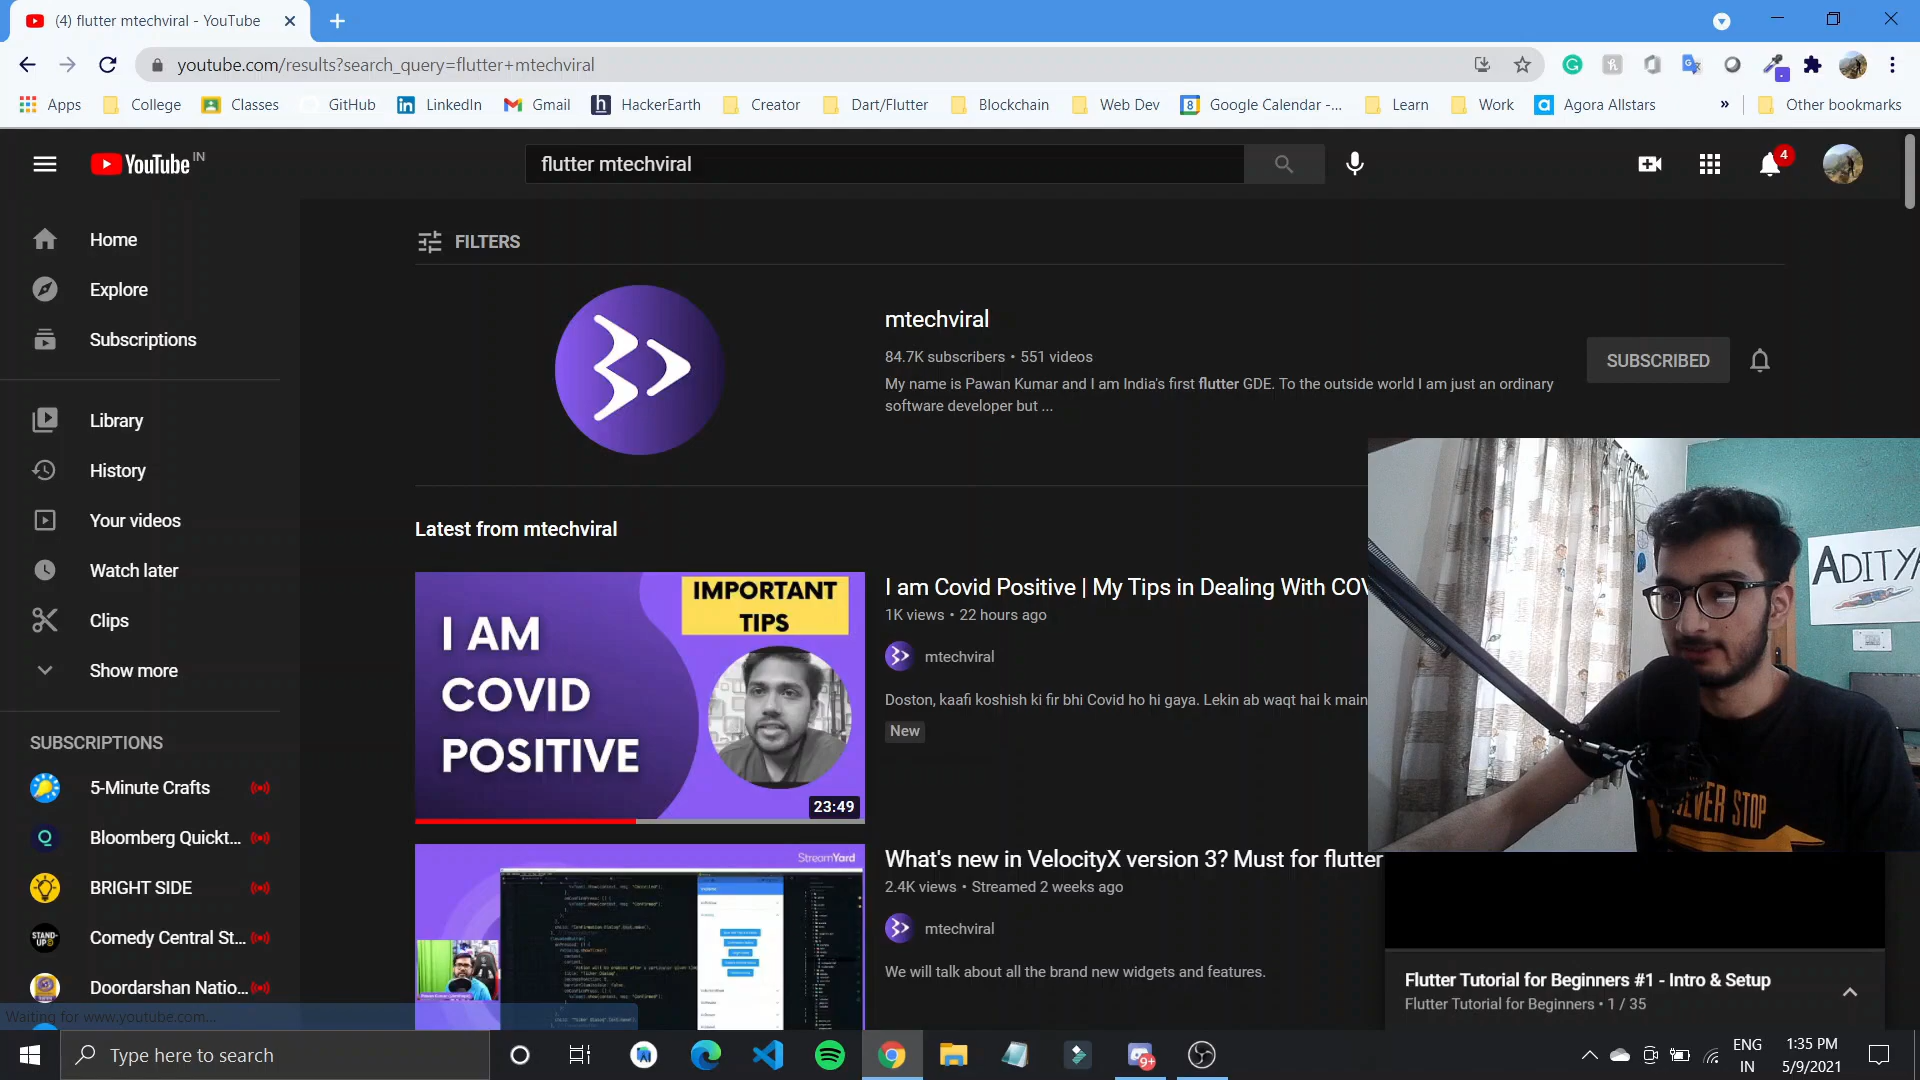 (4) flutter mtechviral - YouTube
youtube.com/results?search_query=flutter+mtechviral
Apps College Classes GitHub LinkedIn Gmail HackerEarth Creator Dart/Flutter Blockchain Web Dev Google Calendar -... Learn Work Agora Allstars » Other bookmarks
YouTube IN
flutter mtechviral
4
Home
Explore
Subscriptions
Library
History
Your videos
Watch later
Clips
Show more
SUBSCRIPTIONS
5-Minute Crafts
Bloomberg Quickt...
BRIGHT SIDE
Comedy Central St...
Doordarshan Natio...
Waiting for www.youtube.com...
FILTERS
mtechviral
84.7K subscribers • 551 videos
My name is Pawan Kumar and I am India's first flutter GDE. To the outside world I am just an ordinary
software developer but ...
SUBSCRIBED
Latest from mtechviral
IMPORTANT
TIPS
I AM
COVID
POSITIVE
23:49
I am Covid Positive | My Tips in Dealing With COV
1K views • 22 hours ago
mtechviral
Doston, kaafi koshish ki fir bhi Covid ho hi gaya. Lekin ab waqt hai k main
New
StreamYard
What's new in VelocityX version 3? Must for flutter
2.4K views • Streamed 2 weeks ago
mtechviral
We will talk about all the brand new widgets and features.
ADITYA
STOP
Flutter Tutorial for Beginners #1 - Intro & Setup
Flutter Tutorial for Beginners • 1 / 35
Type here to search
9+
ENG
IN
1:35 PM
5/9/2021